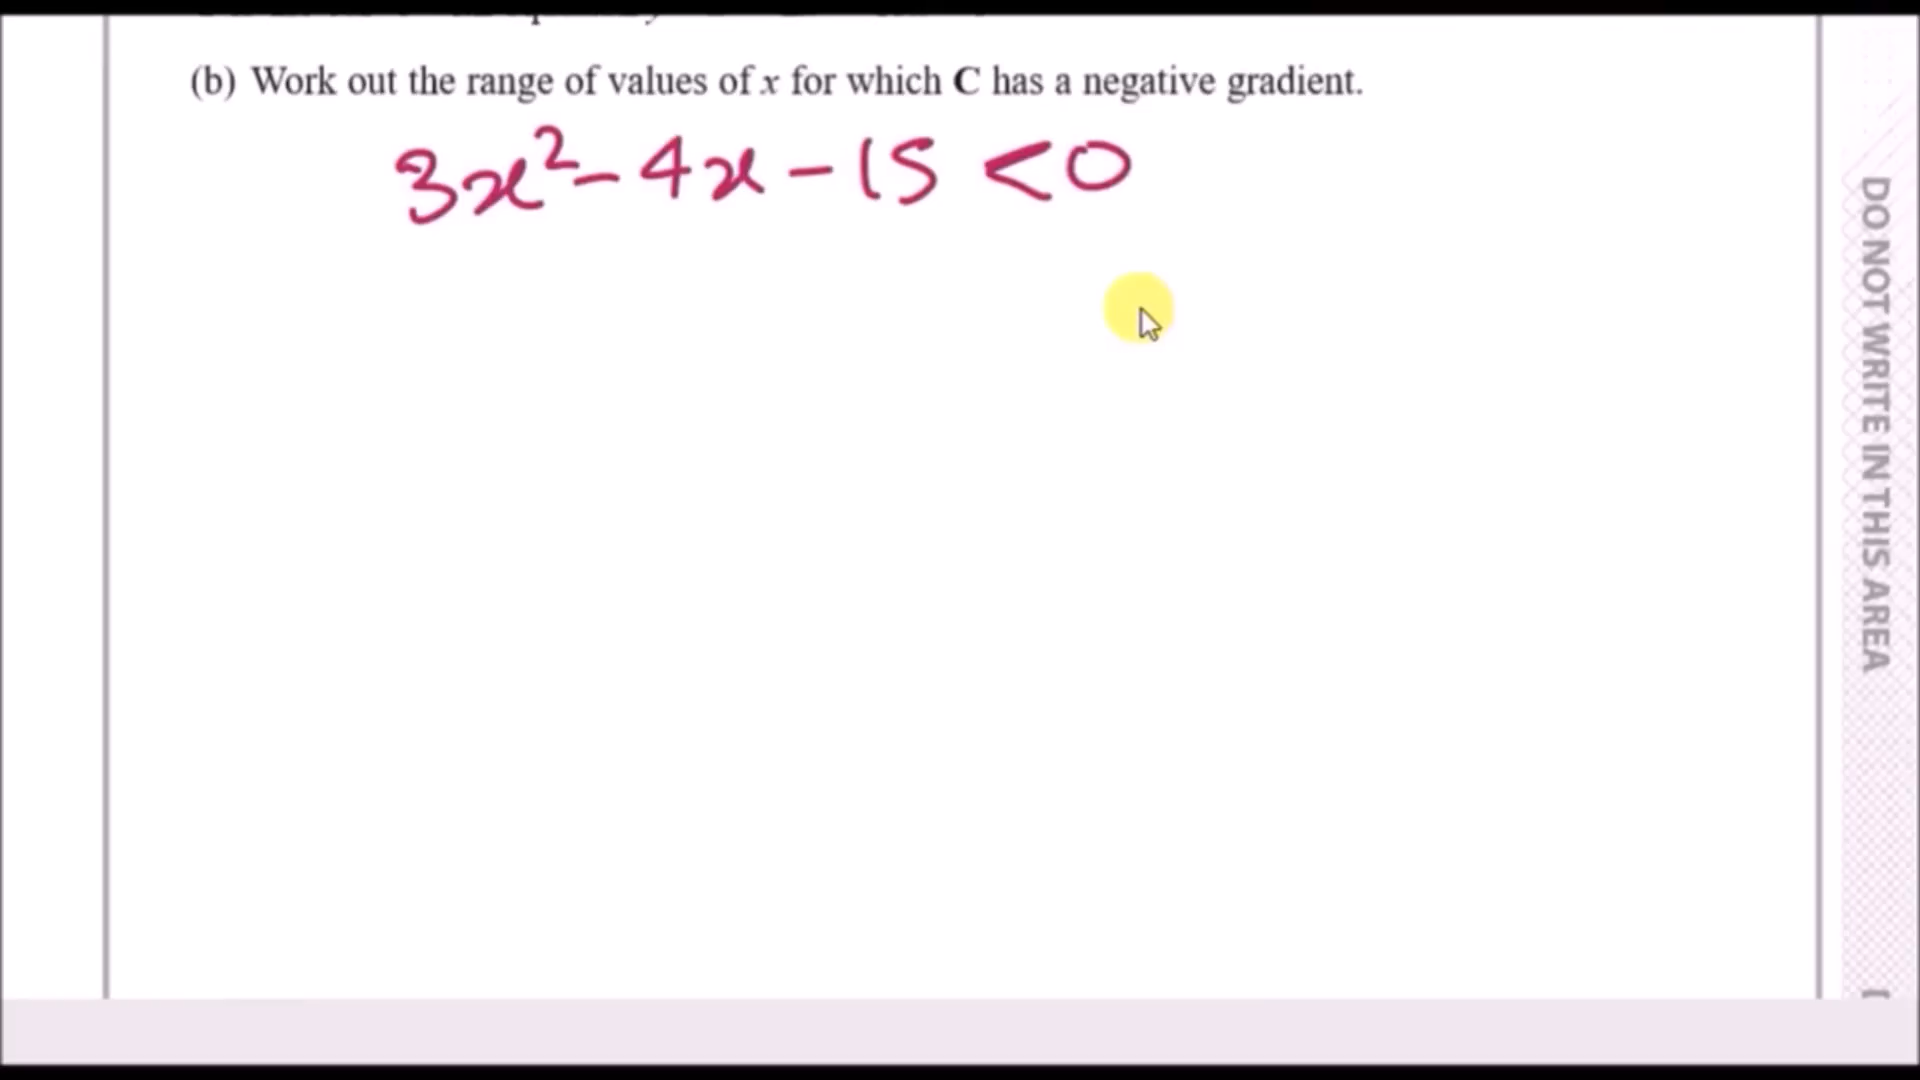 (b) Work out the range of values of x for which C has a negative gradient.
3x² - 4x - 15 < 0
DO NOT WRITE IN THIS AREA